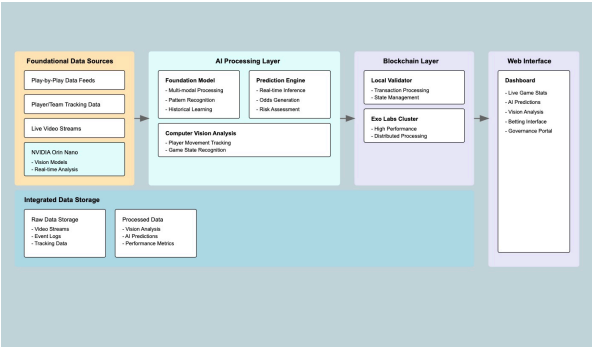 Foundational Data Sources
Play-by-Play Data Feeds
Player/Team Tracking Data
Live Video Streams
NVIDIA Orin Nano
- Vision Models
- Real-time Analysis
AI Processing Layer
Foundation Model
- Multi-modal Processing
- Pattern Recognition
- Historical Learning
Prediction Engine
- Real-time Inference
- Odds Generation
- Risk Assessment
Computer Vision Analysis
- Player Movement Tracking
- Game State Recognition
Blockchain Layer
Local Validator
- Transaction Processing
- State Management
Exo Labs Cluster
- High Performance
- Distributed Processing
Web Interface
Dashboard
- Live Game Stats
- AI Predictions
- Vision Analysis
- Setting Interface
- Governance Portal
Integrated Data Storage
Raw Data Storage
- Video Streams
- Event Logs
- Tracking Data
Processed Data
- Vision Analysis
- AI Predictions
- Performance Metrics